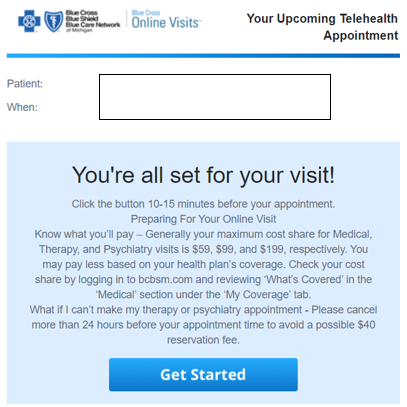 Blue Cross
Blue Shield
Blue Care Network
of Michigan
Blue Cross
Online Visits
Your Upcoming Telehealth
Appointment
Patient:
When:
You're all set for your visit!
Click the button 10-15 minutes before your appointment.
Preparing For Your Online Visit
Know what you'll pay – Generally your maximum cost share for Medical,
Therapy, and Psychiatry visits is $59, $99, and $199, respectively. You
may pay less based on your health plan's coverage. Check your cost
share by logging in to bcbsm.com and reviewing 'What's Covered' in the
'Medical' section under the 'My Coverage' tab.
What if I can't make my therapy or psychiatry appointment - Please cancel
more than 24 hours before your appointment time to avoid a possible $40
reservation fee.
Get Started